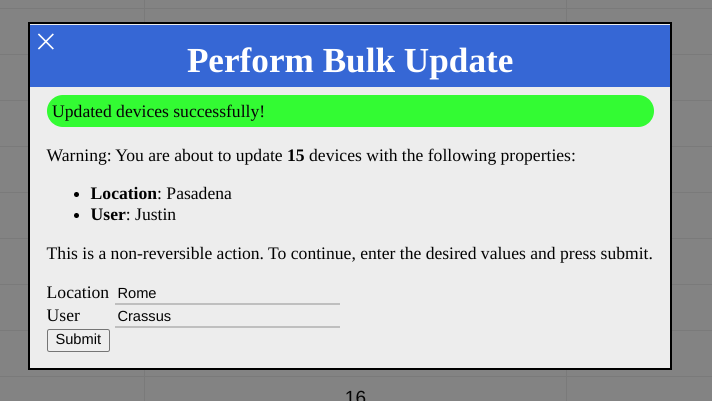 Perform Bulk Update
Updated devices successfully!
Warning: You are about to update 15 devices with the following properties:
• Location: Pasadena
• User: Justin
This is a non-reversible action. To continue, enter the desired values and press submit.
Location Rome
User Crassus
Submit
16